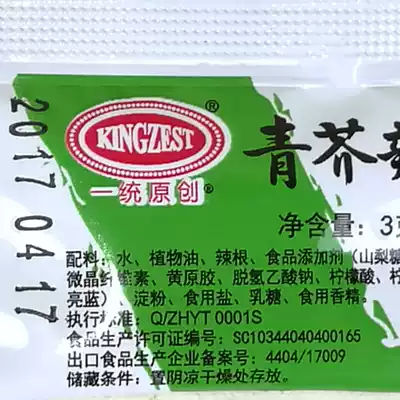 KINGZEST®
一统原创®
青芥
净含量：3克
2017 04 17
配料：水、植物油、辣根、食品添加剂（山梨糖
微晶纤维素、黄原胶、脱氢乙酸钠、柠檬酸、柠
亮蓝）、淀粉、食用盐、乳糖、食用香精。
执行标准：Q/ZHYT 0001S
食品生产许可证编号：SC10344040400165
出口食品生产企业备案号：4404/17009
储藏条件：置阴凉干燥处存放。